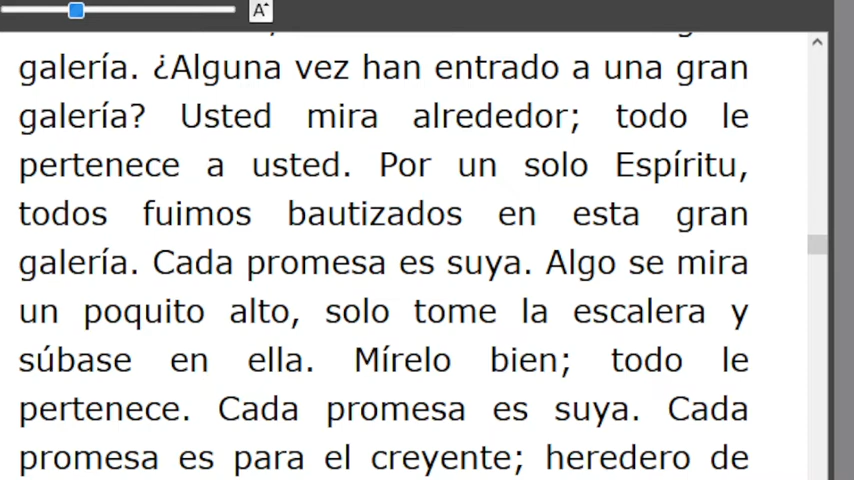 A
galería. ¿Alguna vez han entrado a una gran
galería? Usted mira alrededor; todo le
pertenece a usted. Por un solo Espíritu,
todos fuimos bautizados en esta gran
galería. Cada promesa es suya. Algo se mira
un poquito alto, solo tome la escalera y
súbase en ella. Mírelo bien; todo le
pertenece. Cada promesa es suya. Cada
promesa es para el creyente; heredero de